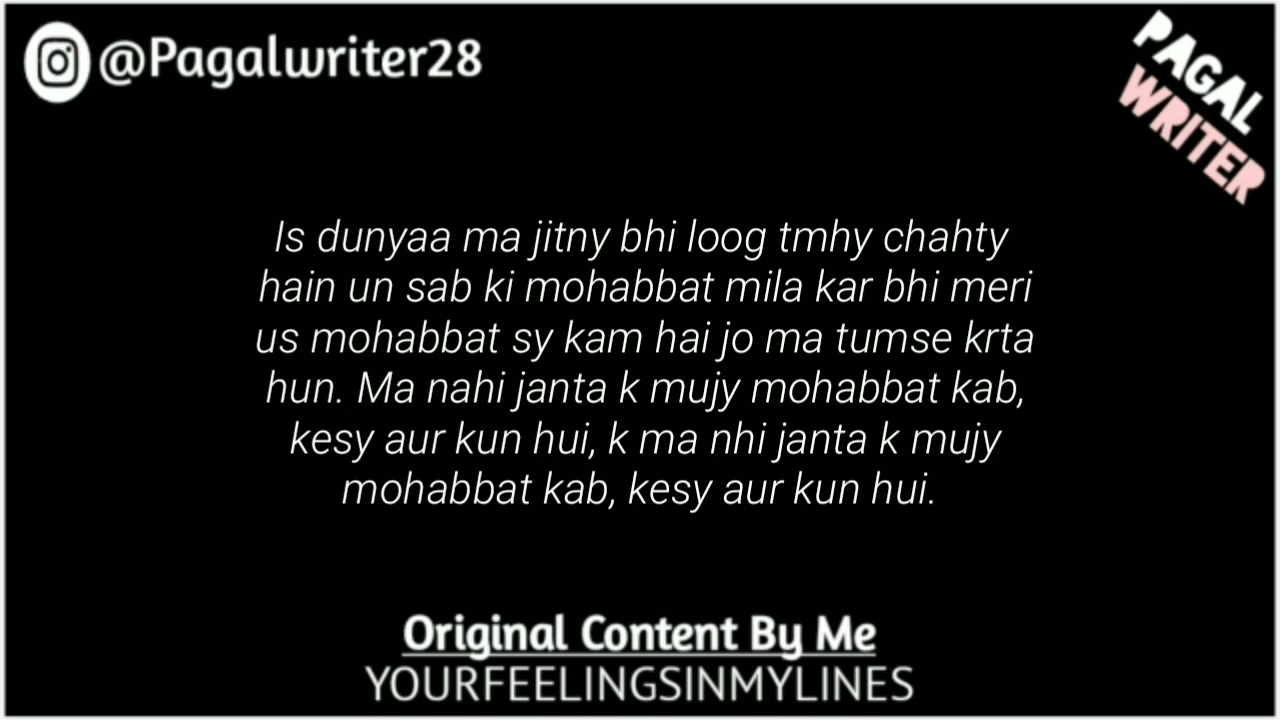 @Pagalwriter28
PAGAL
WRITER
Is dunyaa ma jitny bhi loog tmhy chahty
hain un sab ki mohabbat mila kar bhi meri
us mohabbat sy kam hai jo ma tumse krta
hun. Ma nahi janta k mujy mohabbat kab,
kesy aur kun hui, k ma nhi janta k mujy
mohabbat kab, kesy aur kun hui.
Original Content By Me
YOURFEELINGSINMYLINES